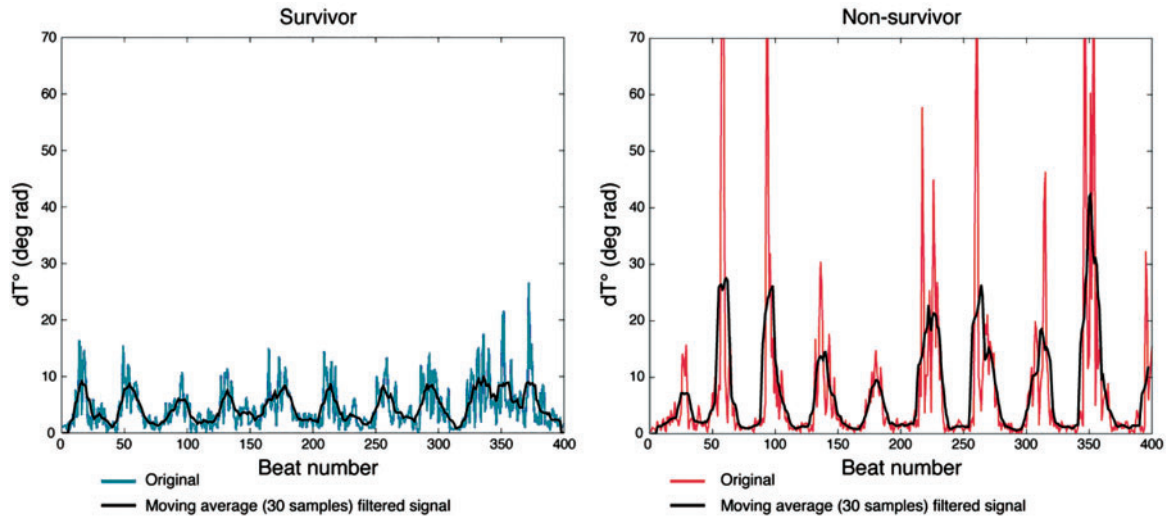 Survivor
70
60
50
40
30
20
10
0
dT° (deg rad)
0 50 100 150 200 250 300 350 400
Beat number
Original
Moving average (30 samples) filtered signal
Non-survivor
70
60
50
40
30
20
10
0
dT° (deg rad)
0 50 100 150 200 250 300 350 400
Beat number
Original
Moving average (30 samples) filtered signal